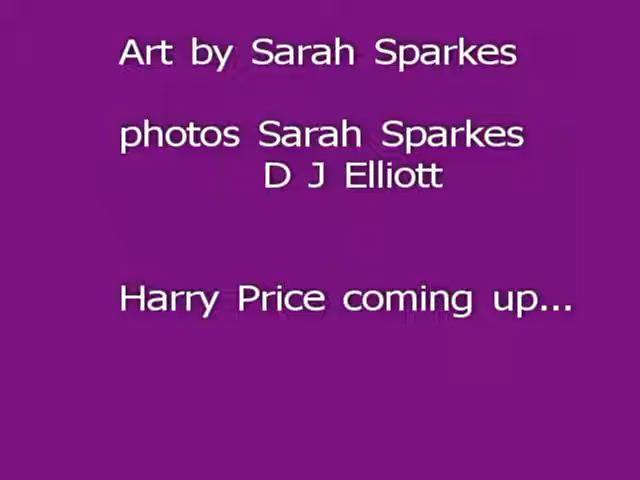 Art by Sarah Sparkes
photos Sarah Sparkes
D J Elliott
Harry Price coming up...